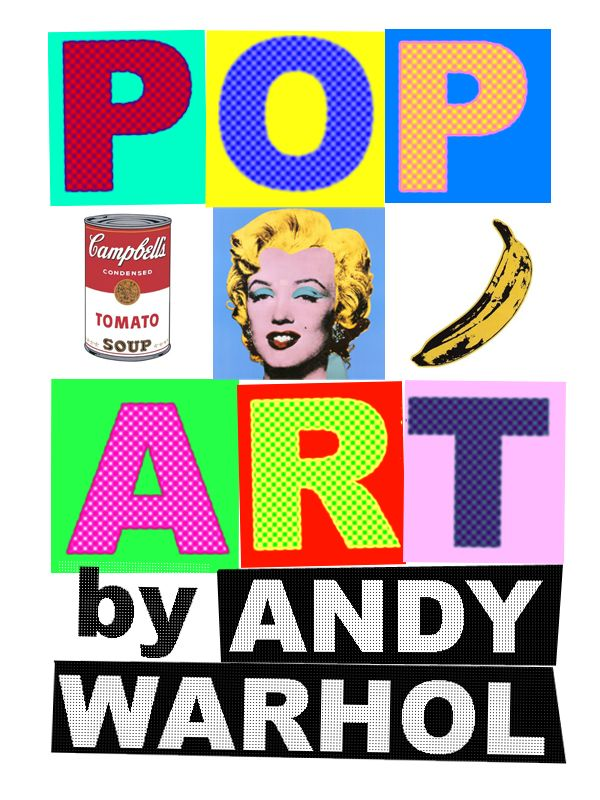 POP
Campbell's
CONDENSED
TOMATO
SOUP
ART
by ANDY
WARHOL